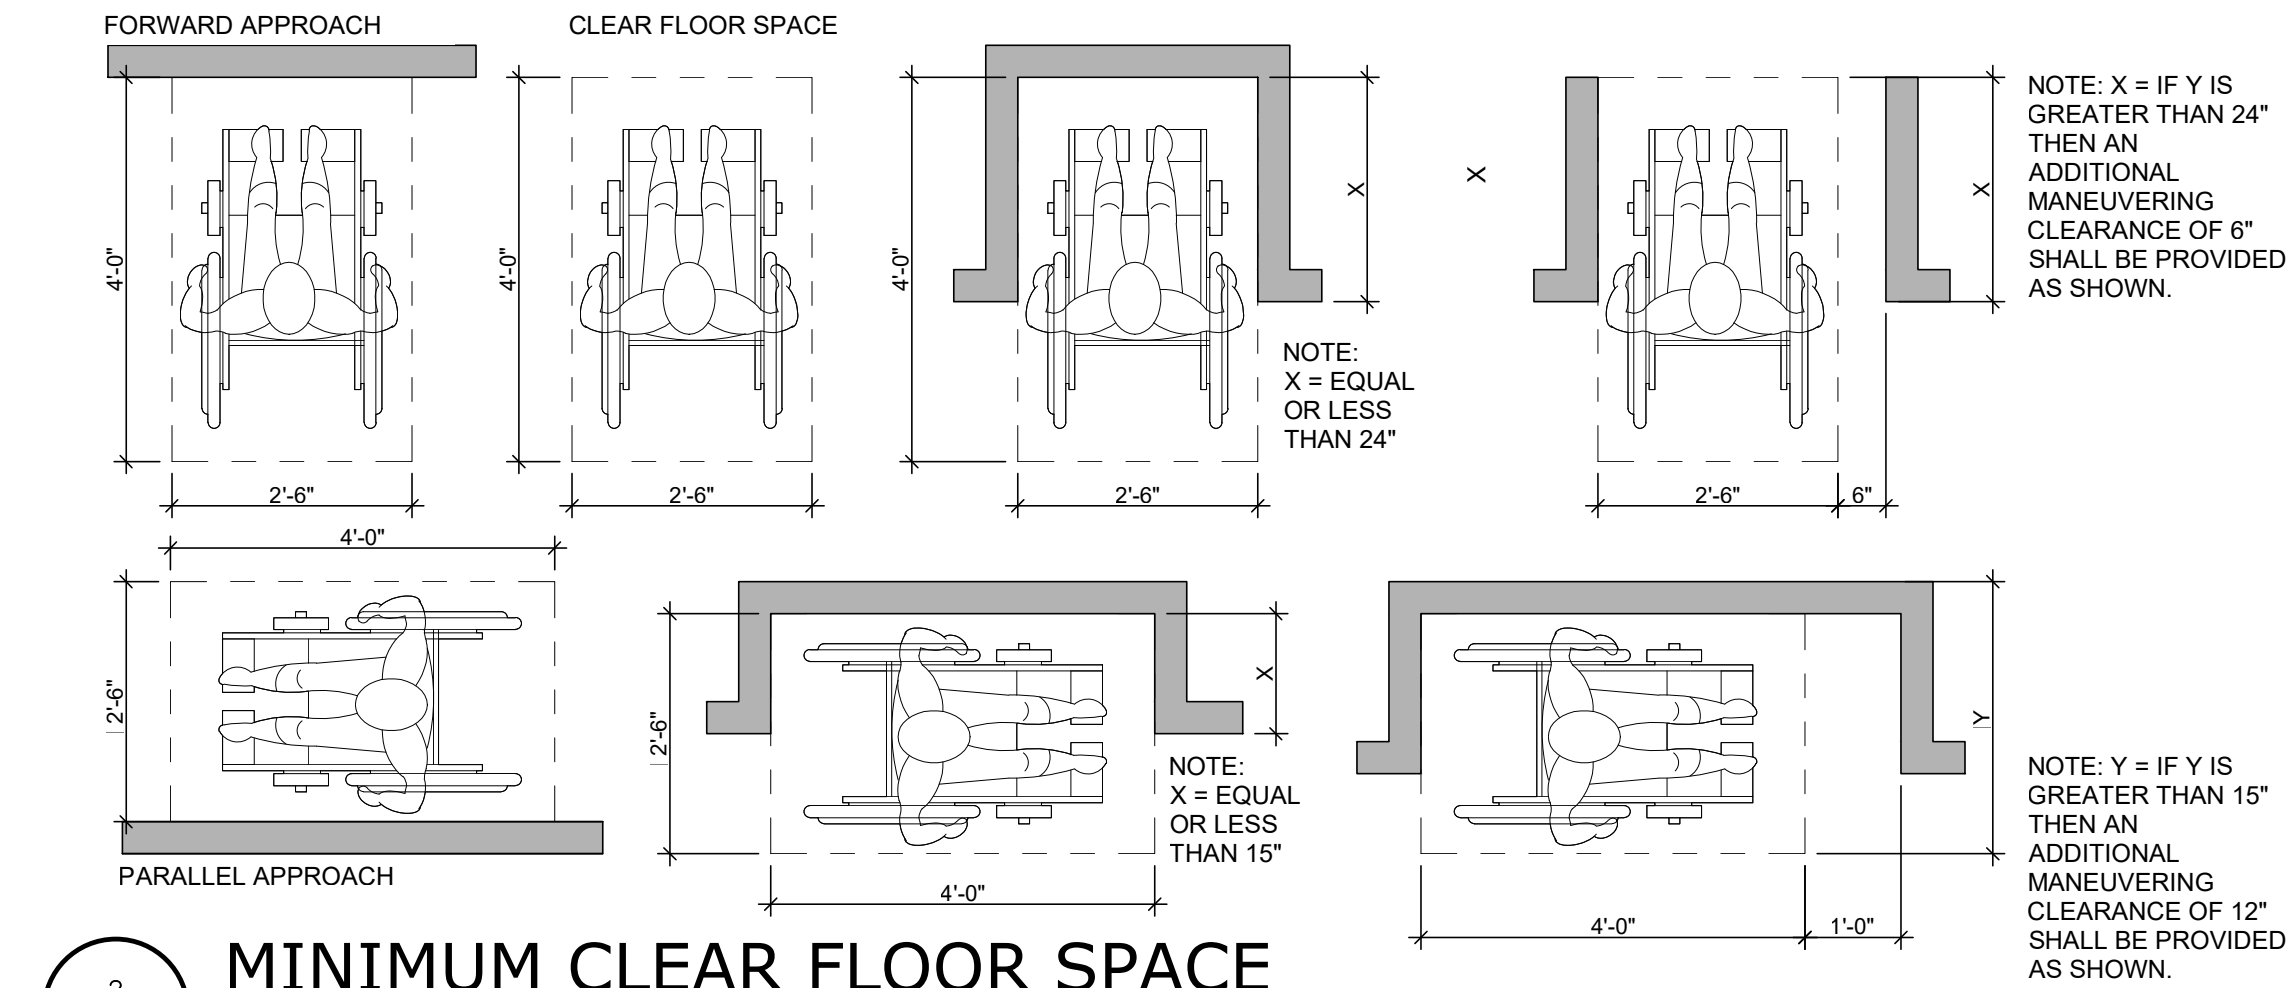 FORWARD APPROACH
CLEAR FLOOR SPACE
4'-0"
2'-6"
4'-0"
2'-6"
4'-0"
X
NOTE:
X = EQUAL
OR LESS
THAN 24"
2'-6"
X
X
2'-6"
6"
NOTE: X = IF Y IS
GREATER THAN 24"
THEN AN
ADDITIONAL
MANEUVERING
CLEARANCE OF 6"
SHALL BE PROVIDED
AS SHOWN.
4'-0"
2'-6"
PARALLEL APPROACH
2'-6"
X
NOTE:
X = EQUAL
OR LESS
THAN 15"
4'-0"
Y
4'-0"
1'-0"
NOTE: Y = IF Y IS
GREATER THAN 15"
THEN AN
ADDITIONAL
MANEUVERING
CLEARANCE OF 12"
SHALL BE PROVIDED
AS SHOWN.
MINIMUM CLEAR FLOOR SPACE